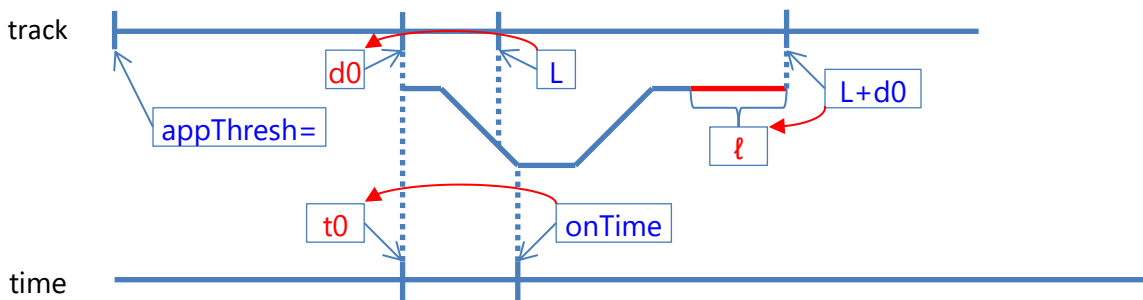 track
d0
L
L+d0
appThresh=
ℓ
t0
onTime
time